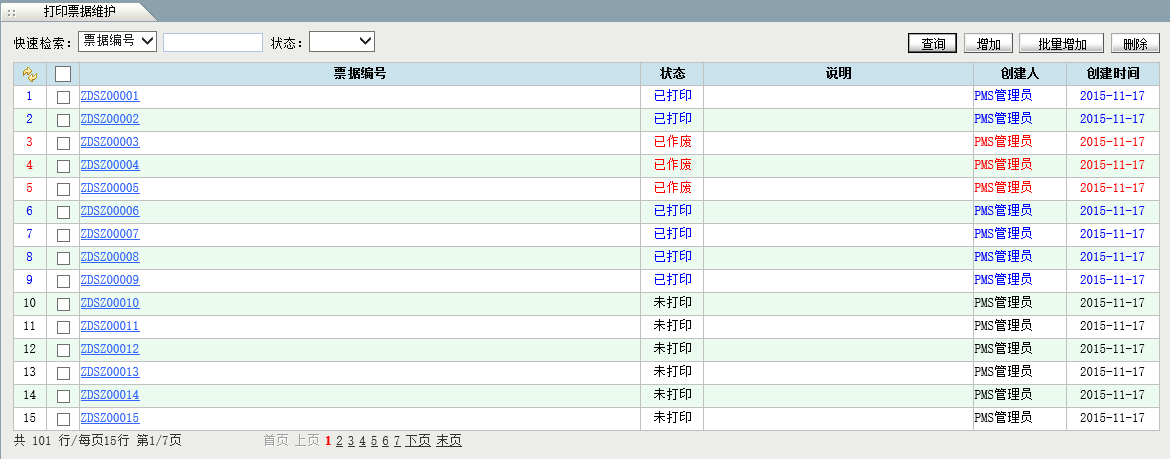 打印票据维护
快速检索: 票据编号 状态: 查询 增加 批量增加 删除
票据编号 状态 说明 创建人 创建时间
1 ZDSZ00001 已打印 PMS管理员 2015-11-17
2 ZDSZ00002 已打印 PMS管理员 2015-11-17
3 ZDSZ00003 已作废 PMS管理员 2015-11-17
4 ZDSZ00004 已作废 PMS管理员 2015-11-17
5 ZDSZ00005 已作废 PMS管理员 2015-11-17
6 ZDSZ00006 已打印 PMS管理员 2015-11-17
7 ZDSZ00007 已打印 PMS管理员 2015-11-17
8 ZDSZ00008 已打印 PMS管理员 2015-11-17
9 ZDSZ00009 已打印 PMS管理员 2015-11-17
10 ZDSZ00010 未打印 PMS管理员 2015-11-17
11 ZDSZ00011 未打印 PMS管理员 2015-11-17
12 ZDSZ00012 未打印 PMS管理员 2015-11-17
13 ZDSZ00013 未打印 PMS管理员 2015-11-17
14 ZDSZ00014 未打印 PMS管理员 2015-11-17
15 ZDSZ00015 未打印 PMS管理员 2015-11-17
共 101 行/每页15行 第1/7页 首页 上页 1 2 3 4 5 6 7 下页 末页